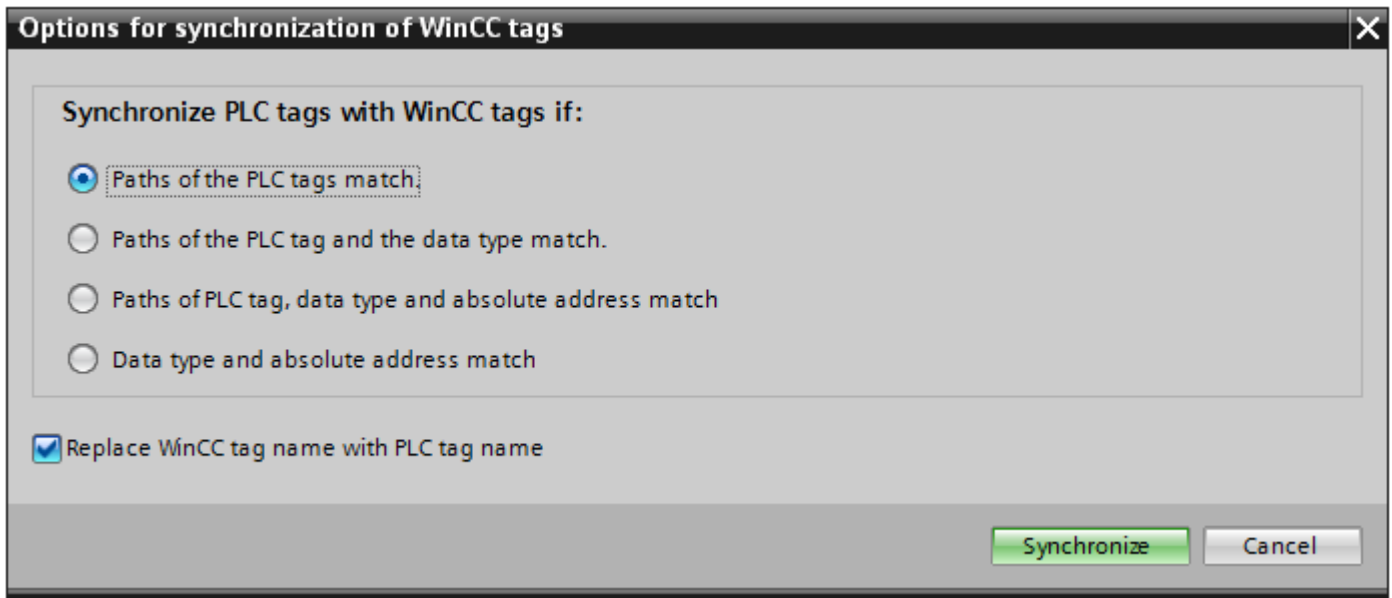 Options for synchronization of WinCC tags
Synchronize PLC tags with WinCC tags if:
Paths of the PLC tags match.
Paths of the PLC tag and the data type match.
Paths of PLC tag, data type and absolute address match
Data type and absolute address match
Replace WinCC tag name with PLC tag name
Synchronize
Cancel